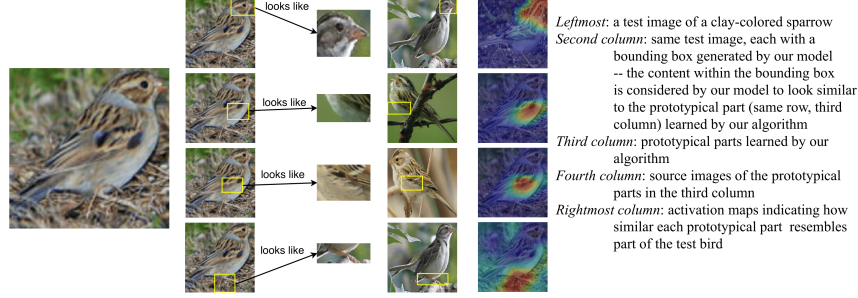 looks like
looks like
looks like
looks like
Leftmost: a test image of a clay-colored sparrow
Second column: same test image, each with a
bounding box generated by our model
-- the content within the bounding box
is considered by our model to look similar
to the prototypical part (same row, third
column) learned by our algorithm
Third column: prototypical parts learned by our
algorithm
Fourth column: source images of the prototypical
parts in the third column
Rightmost column: activation maps indicating how
similar each prototypical part resembles
part of the test bird